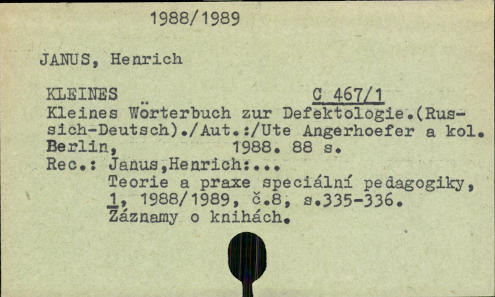 1988/1989
JANUS, Henrich
KLEINES C 467/1
Kleines Wörterbuch zur Defektologie.(Rus-
sich-Deutsch)./Aut.:/Ute Angerhoefer a kol.
Berlin, 1988. 88 s.
Rec.: Janus,Henrich:...
Teorie a praxe speciální pedagogiky,
1, 1988/1989, č.8, s.335-336.
Záznamy o knihách.